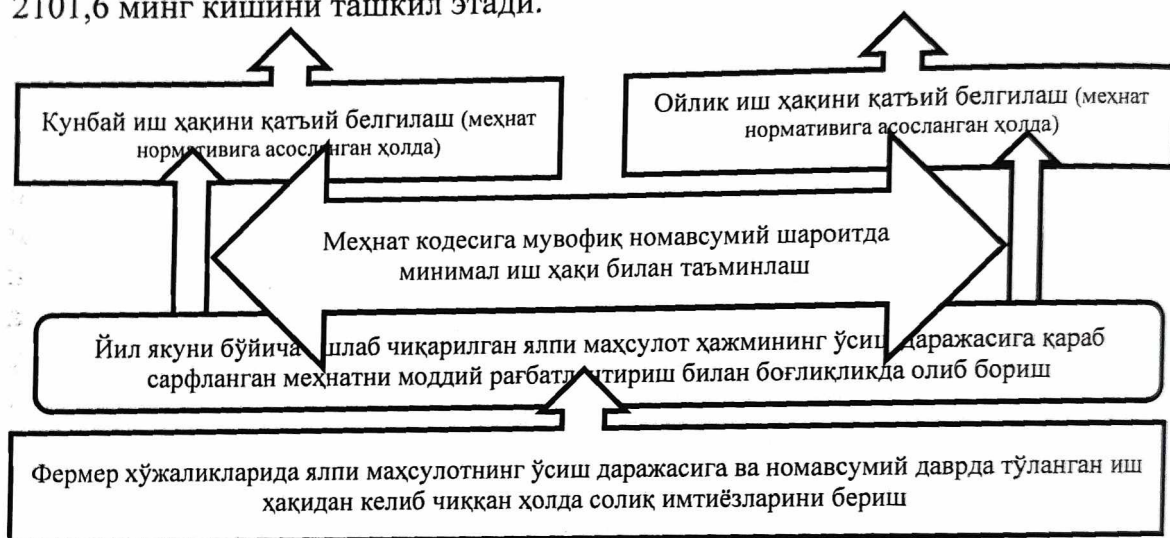 2101,6 минг кишини ташкил этади.
Кунбай иш ҳақини қатъий белгилаш (меҳнат
нормативига асосланган ҳолда)
Ойлик иш ҳақини қатъий белгилаш (меҳнат
нормативига асосланган ҳолда)
Меҳнат кодесига мувофиқ номавсумий шароитда
минимал иш ҳақи билан таъминлаш
Йил якуни бўйича ишлаб чиқарилган ялпи маҳсулот ҳажмининг ўсиш даражасига қараб
сарфланган меҳнатни моддий рағбатлантириш билан боғлиқликда олиб бориш
Фермер хўжаликларида ялпи маҳсулотнинг ўсиш даражасига ва номавсумий даврда тўланган иш
ҳақидан келиб чиққан ҳолда солиқ имтиёзларини бериш